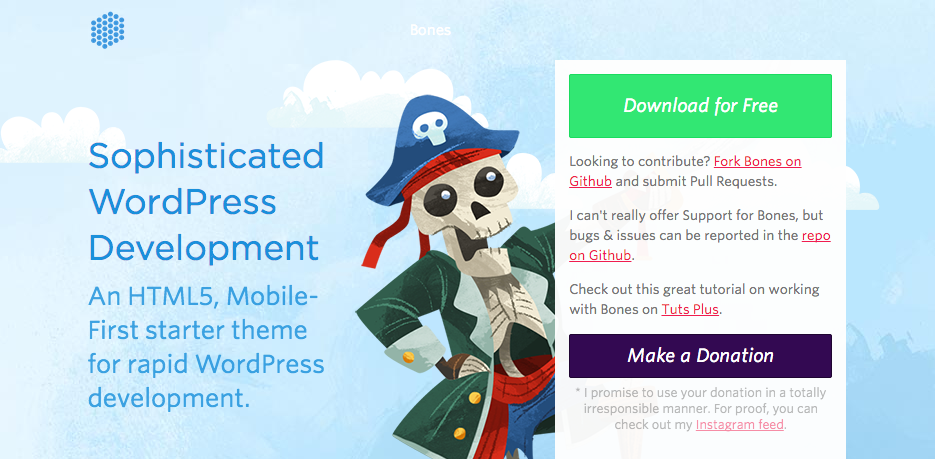 Bones
Sophisticated
WordPress
Development
An HTML5, Mobile-
First starter theme
for rapid WordPress
development.
Download for Free
Looking to contribute? Fork Bones on
Github and submit Pull Requests.
I can't really offer Support for Bones, but
bugs & issues can be reported in the repo
on Github.
Check out this great tutorial on working
with Bones on Tuts Plus.
Make a Donation
* I promise to use your donation in a totally
irresponsible manner. For proof, you can
check out my Instagram feed.